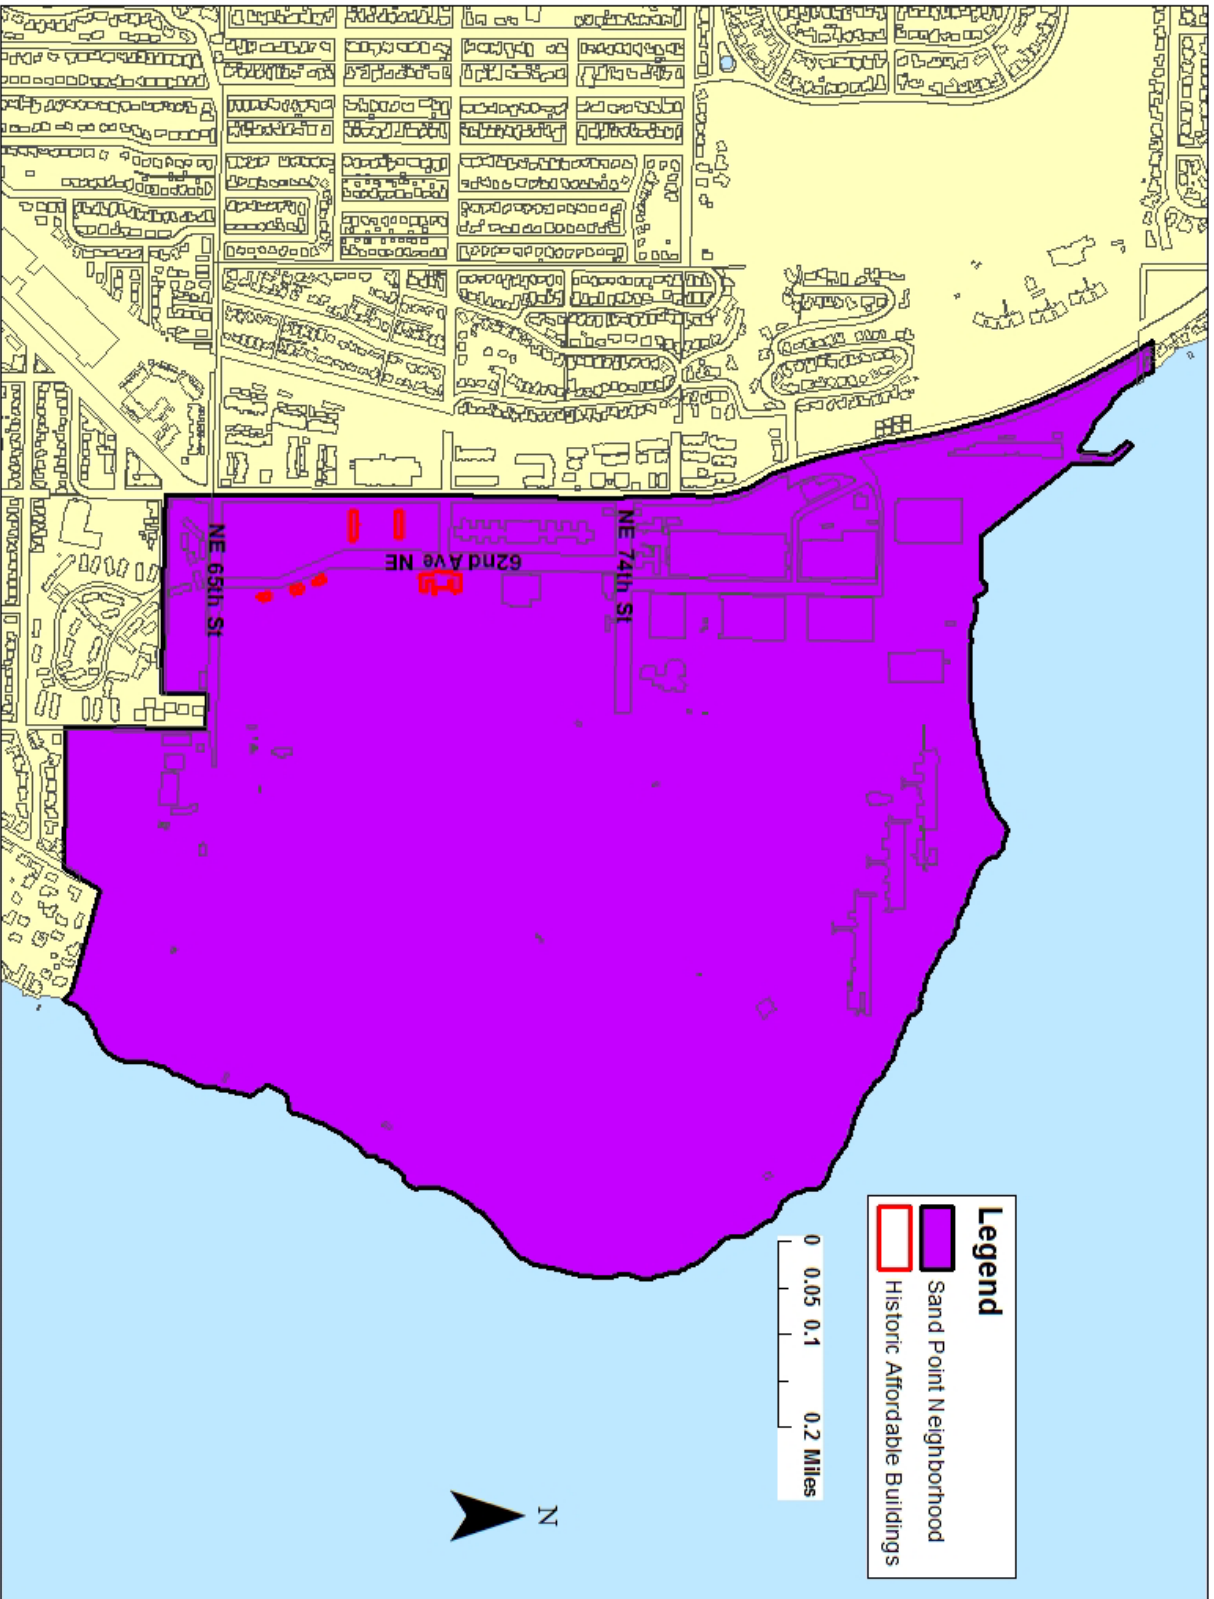 Legend
Sand Point Neighborhood
Historic Affordable Buildings
0 0.05 0.1 0.2 Miles
N
NE 74th St
62nd Ave NE
NE 65th St